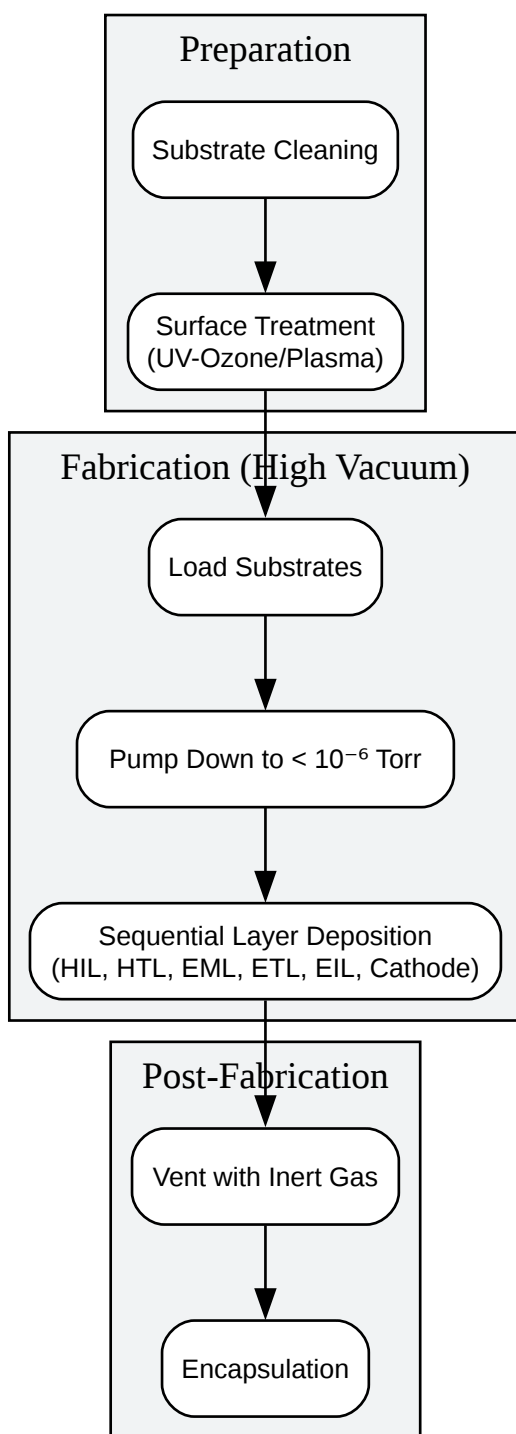 Preparation
Substrate Cleaning
Surface Treatment
(UV-Ozone/Plasma)
Fabrication (High Vacuum)
Load Substrates
Pump Down to < 10⁻⁶ Torr
Sequential Layer Deposition
(HIL, HTL, EML, ETL, EIL, Cathode)
Post-Fabrication
Vent with Inert Gas
Encapsulation